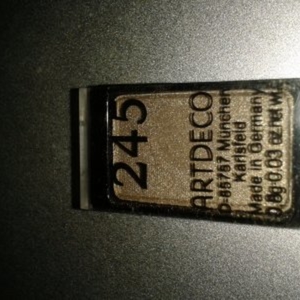 245
ARTDECO
D-85757 München
Karlsfeld
Made in Germany
0.8g 0.03 oz.net wt.